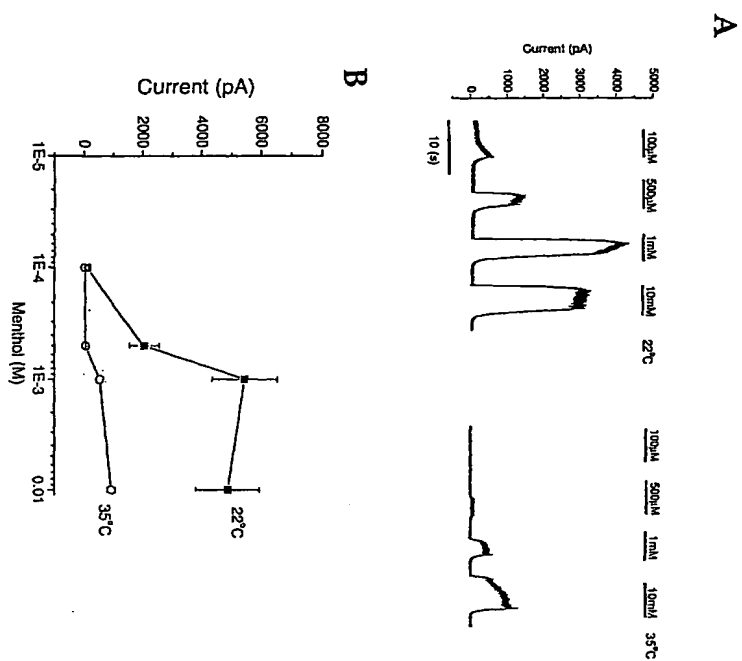 A
Current (pA)
5000
4000
3000
2000
1000
0
100µM
500µM
1mM
10mM
22°C
10 (s)
100µM
500µM
1mM
10mM
35°C
B
Current (pA)
8000
6000
4000
2000
0
1E-5
1E-4
1E-3
0.01
Menthol (M)
22°C
35°C